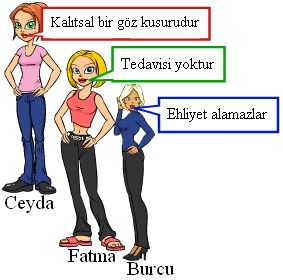 Kalıtsal bir göz kusurudur
Tedavisi yoktur
Ehliyet alamazlar
Ceyda
Fatma
Burcu